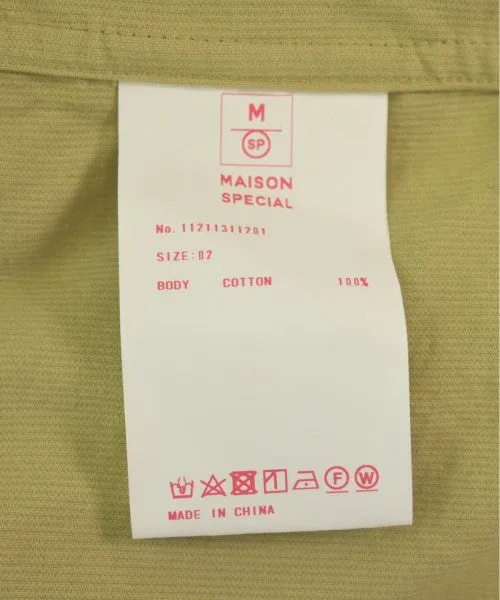 M
SP
MAISON
SPECIAL
No. 11211311201
SIZE:02
BODY COTTON 100%
F W
MADE IN CHINA